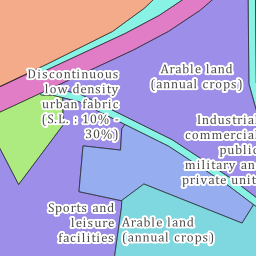 Discontinuous
low density
urban fabric
(S.L. : 10% -
30%)
Arable land
(annual crops)
Industrial
commercial
public
military an
private unit
Sports and
leisure
facilities
Arable land
(annual crops)